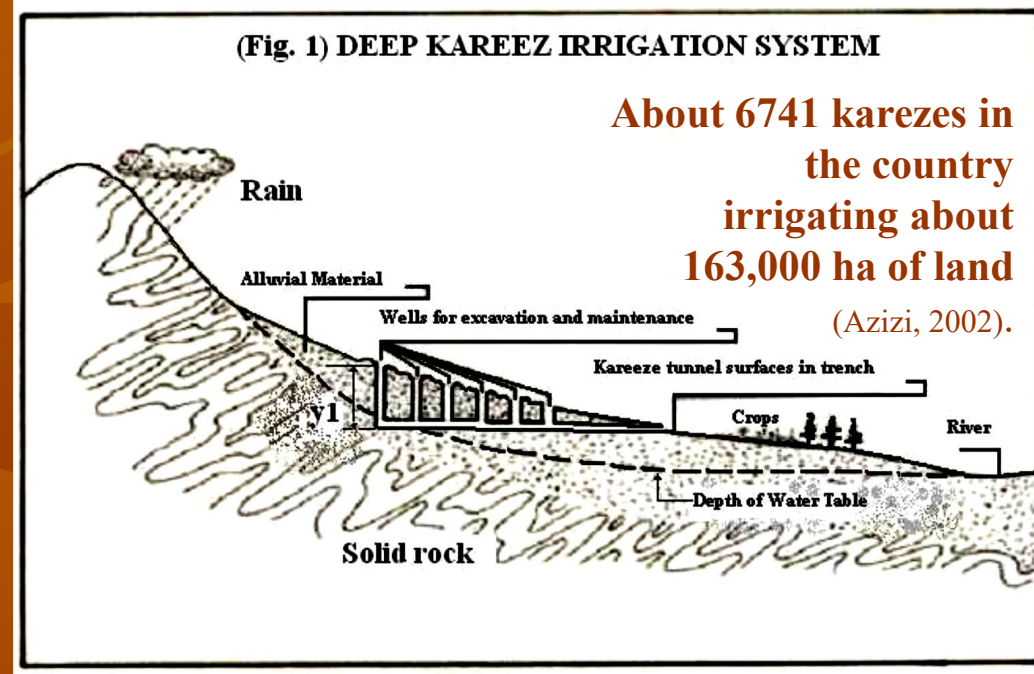 (Fig. 1) DEEP KAREEZ IRRIGATION SYSTEM
About 6741 karezes in
the country
irrigating about
163,000 ha of land
(Azizi, 2002).
Rain
Alluvial Material
Wells for excavation and maintenance
Kareeze tunnel surfaces in trench
Crops
River
y1
Depth of Water Table
Solid rock